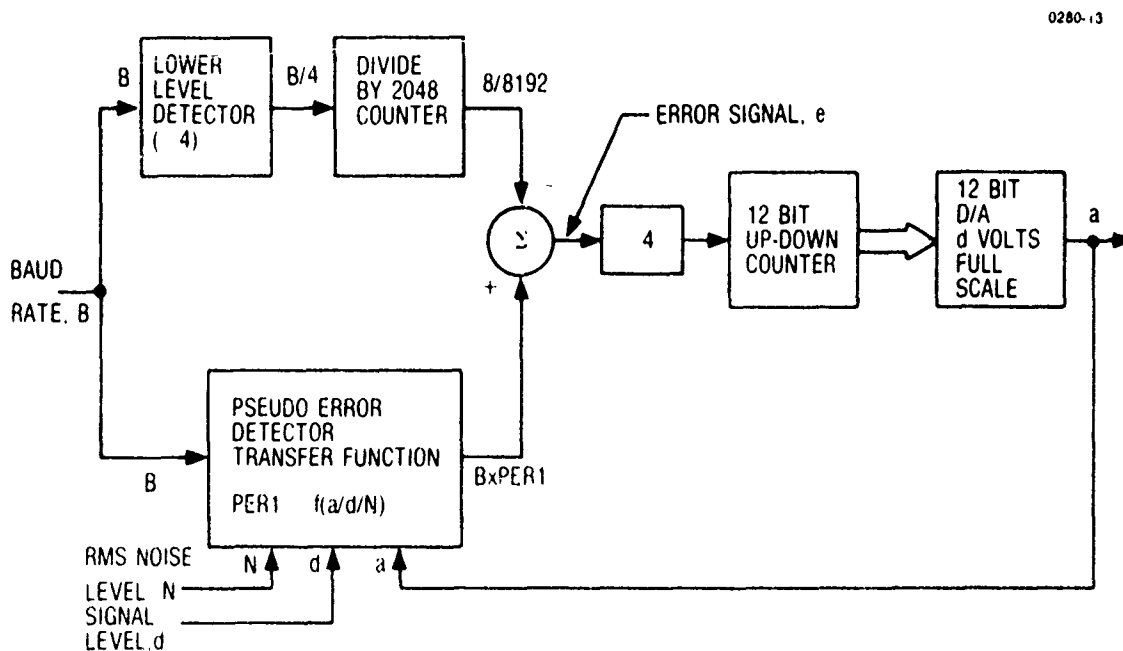 0280-13
B
LOWER
LEVEL
DETECTOR
( 4)
B/4
DIVIDE
BY 2048
COUNTER
8/8192
ERROR SIGNAL, e
-
Σ
+
4
12 BIT
UP-DOWN
COUNTER
12 BIT
D/A
d VOLTS
FULL
SCALE
a
BAUD
RATE, B
B
PSEUDO ERROR
DETECTOR
TRANSFER FUNCTION
PER1 f(a/d/N)
BxPER1
RMS NOISE
LEVEL N
SIGNAL
LEVEL,d
N
d
a